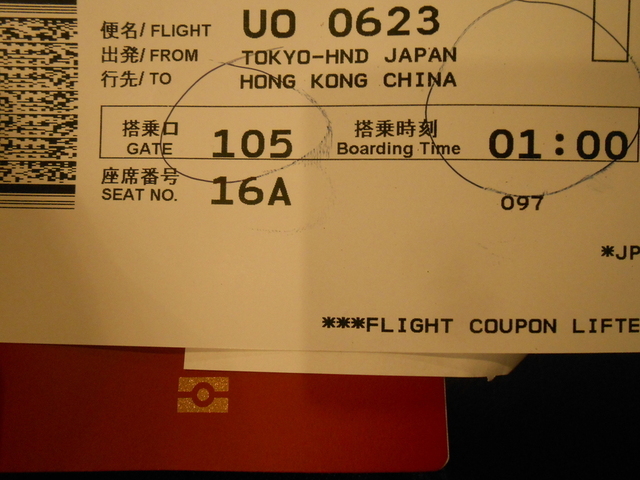 便名/ FLIGHT UO 0623
出発/ FROM TOKYO-HND JAPAN
行先/ TO HONG KONG CHINA
搭乗口 GATE 105 搭乗時刻 Boarding Time 01:00
座席番号 SEAT NO. 16A
097
*JP
***FLIGHT COUPON LIFTE